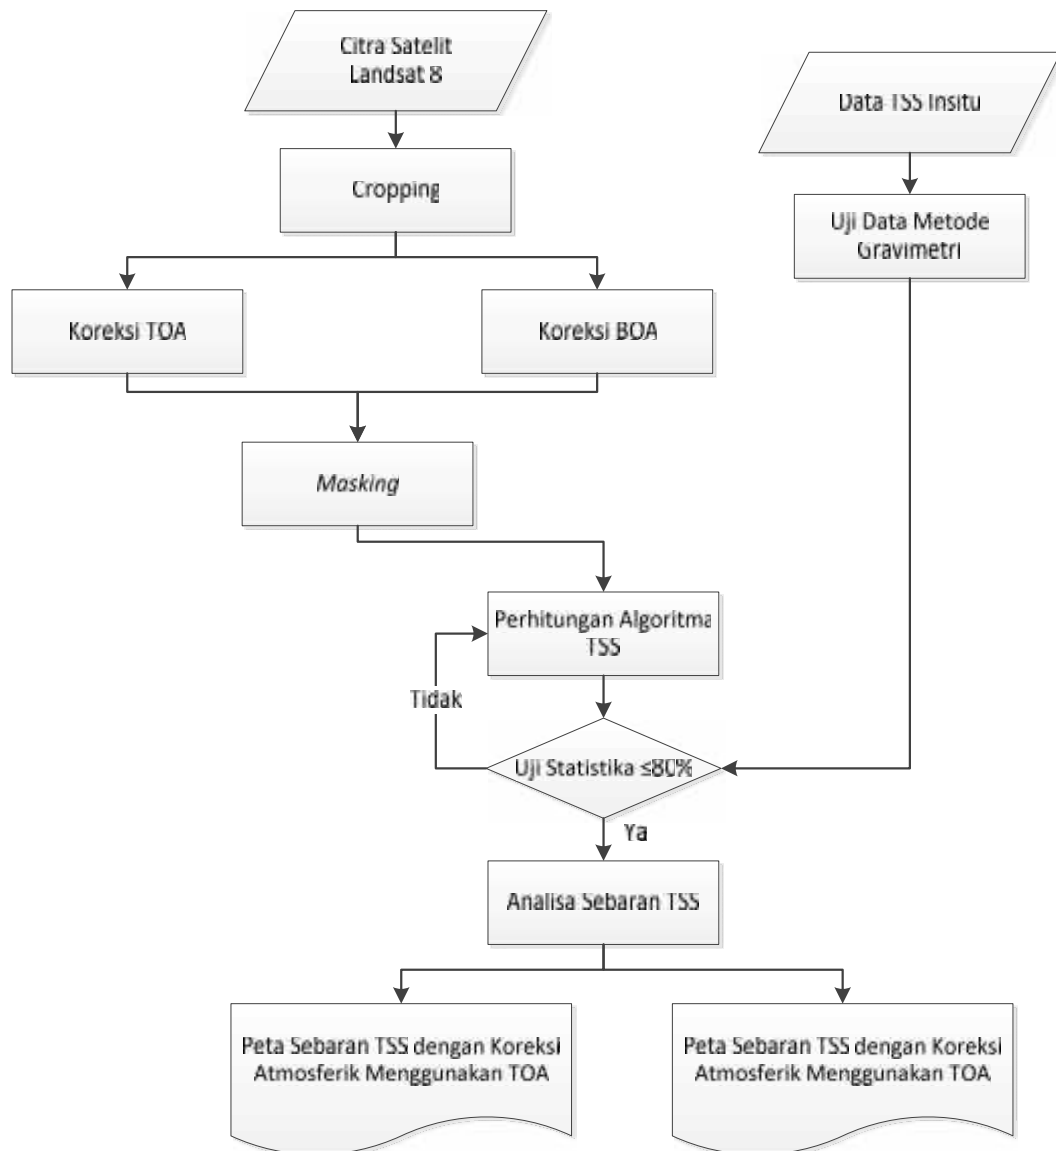 Citra Satelit
Landsat 8
Data TSS Insitu
Cropping
Uji Data Metode
Gravimetri
Koreksi TOA
Koreksi BOA
Masking
Perhitungan Algoritma
TSS
Tidak
Uji Statistika ≤80%
Ya
Analisa Sebaran TSS
Peta Sebaran TSS dengan Koreksi
Atmosferik Menggunakan TOA
Peta Sebaran TSS dengan Koreksi
Atmosferik Menggunakan TOA